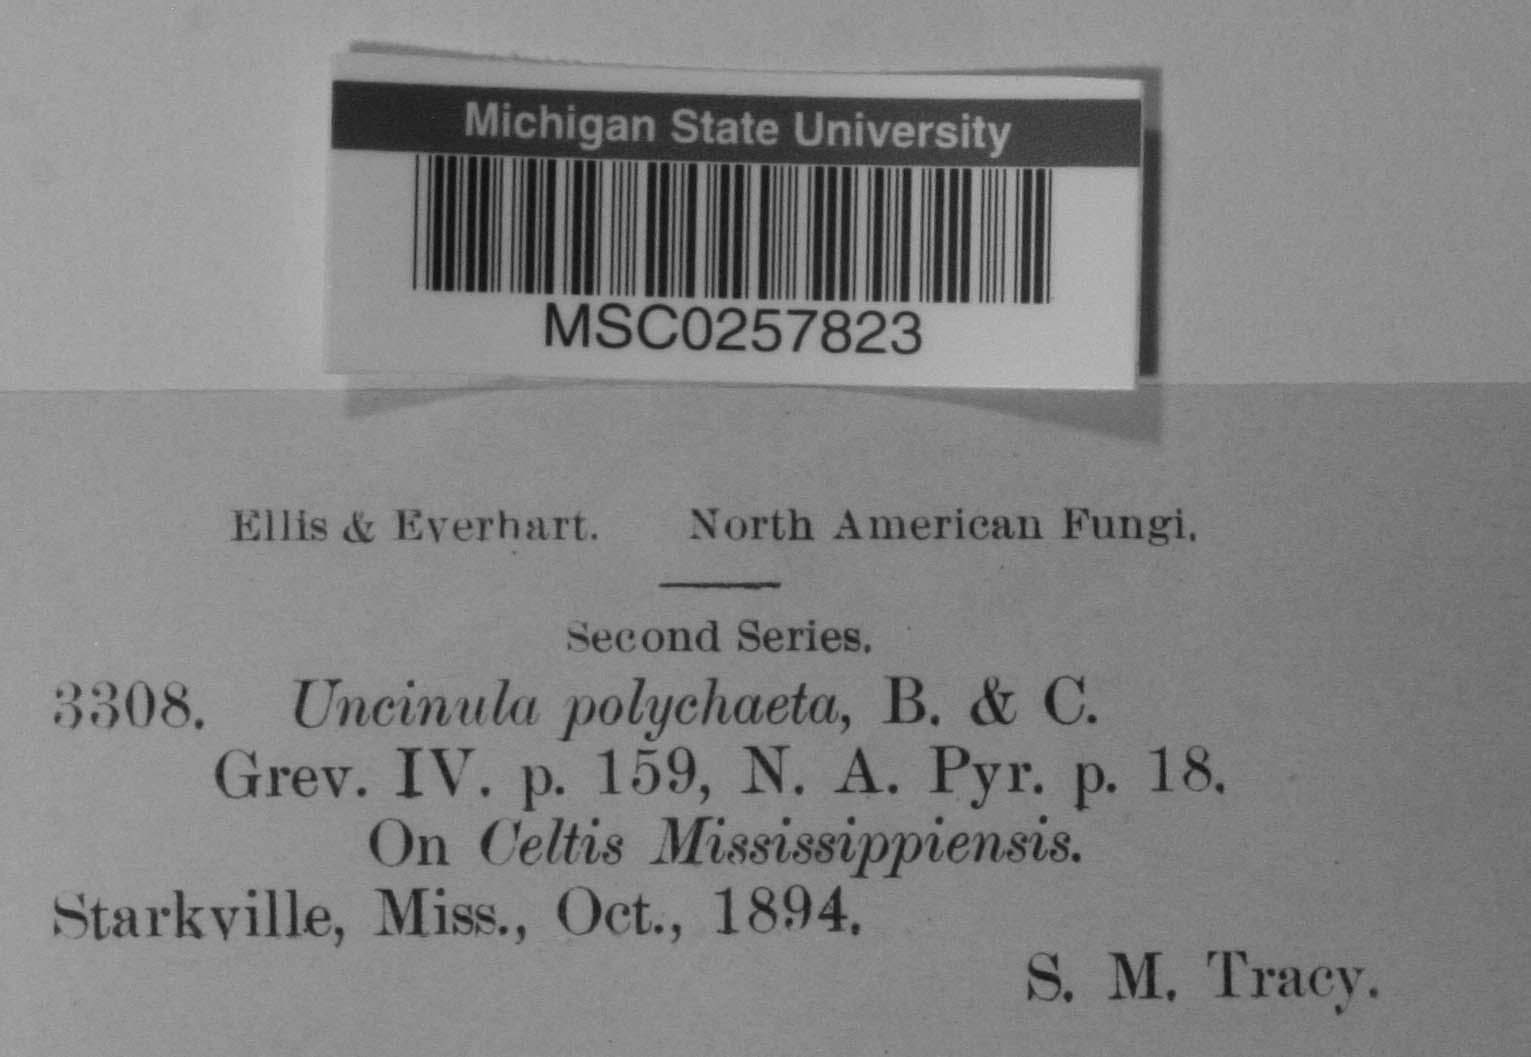 Michigan State University
MSC0257823
Ellis & Everhart. North American Fungi.
Second Series.
3308. Uncinula polychaeta, B. & C.
Grev. IV. p. 159, N. A. Pyr. p. 18.
On Celtis Mississippiensis.
Starkville, Miss., Oct., 1894.
S. M. Tracy.